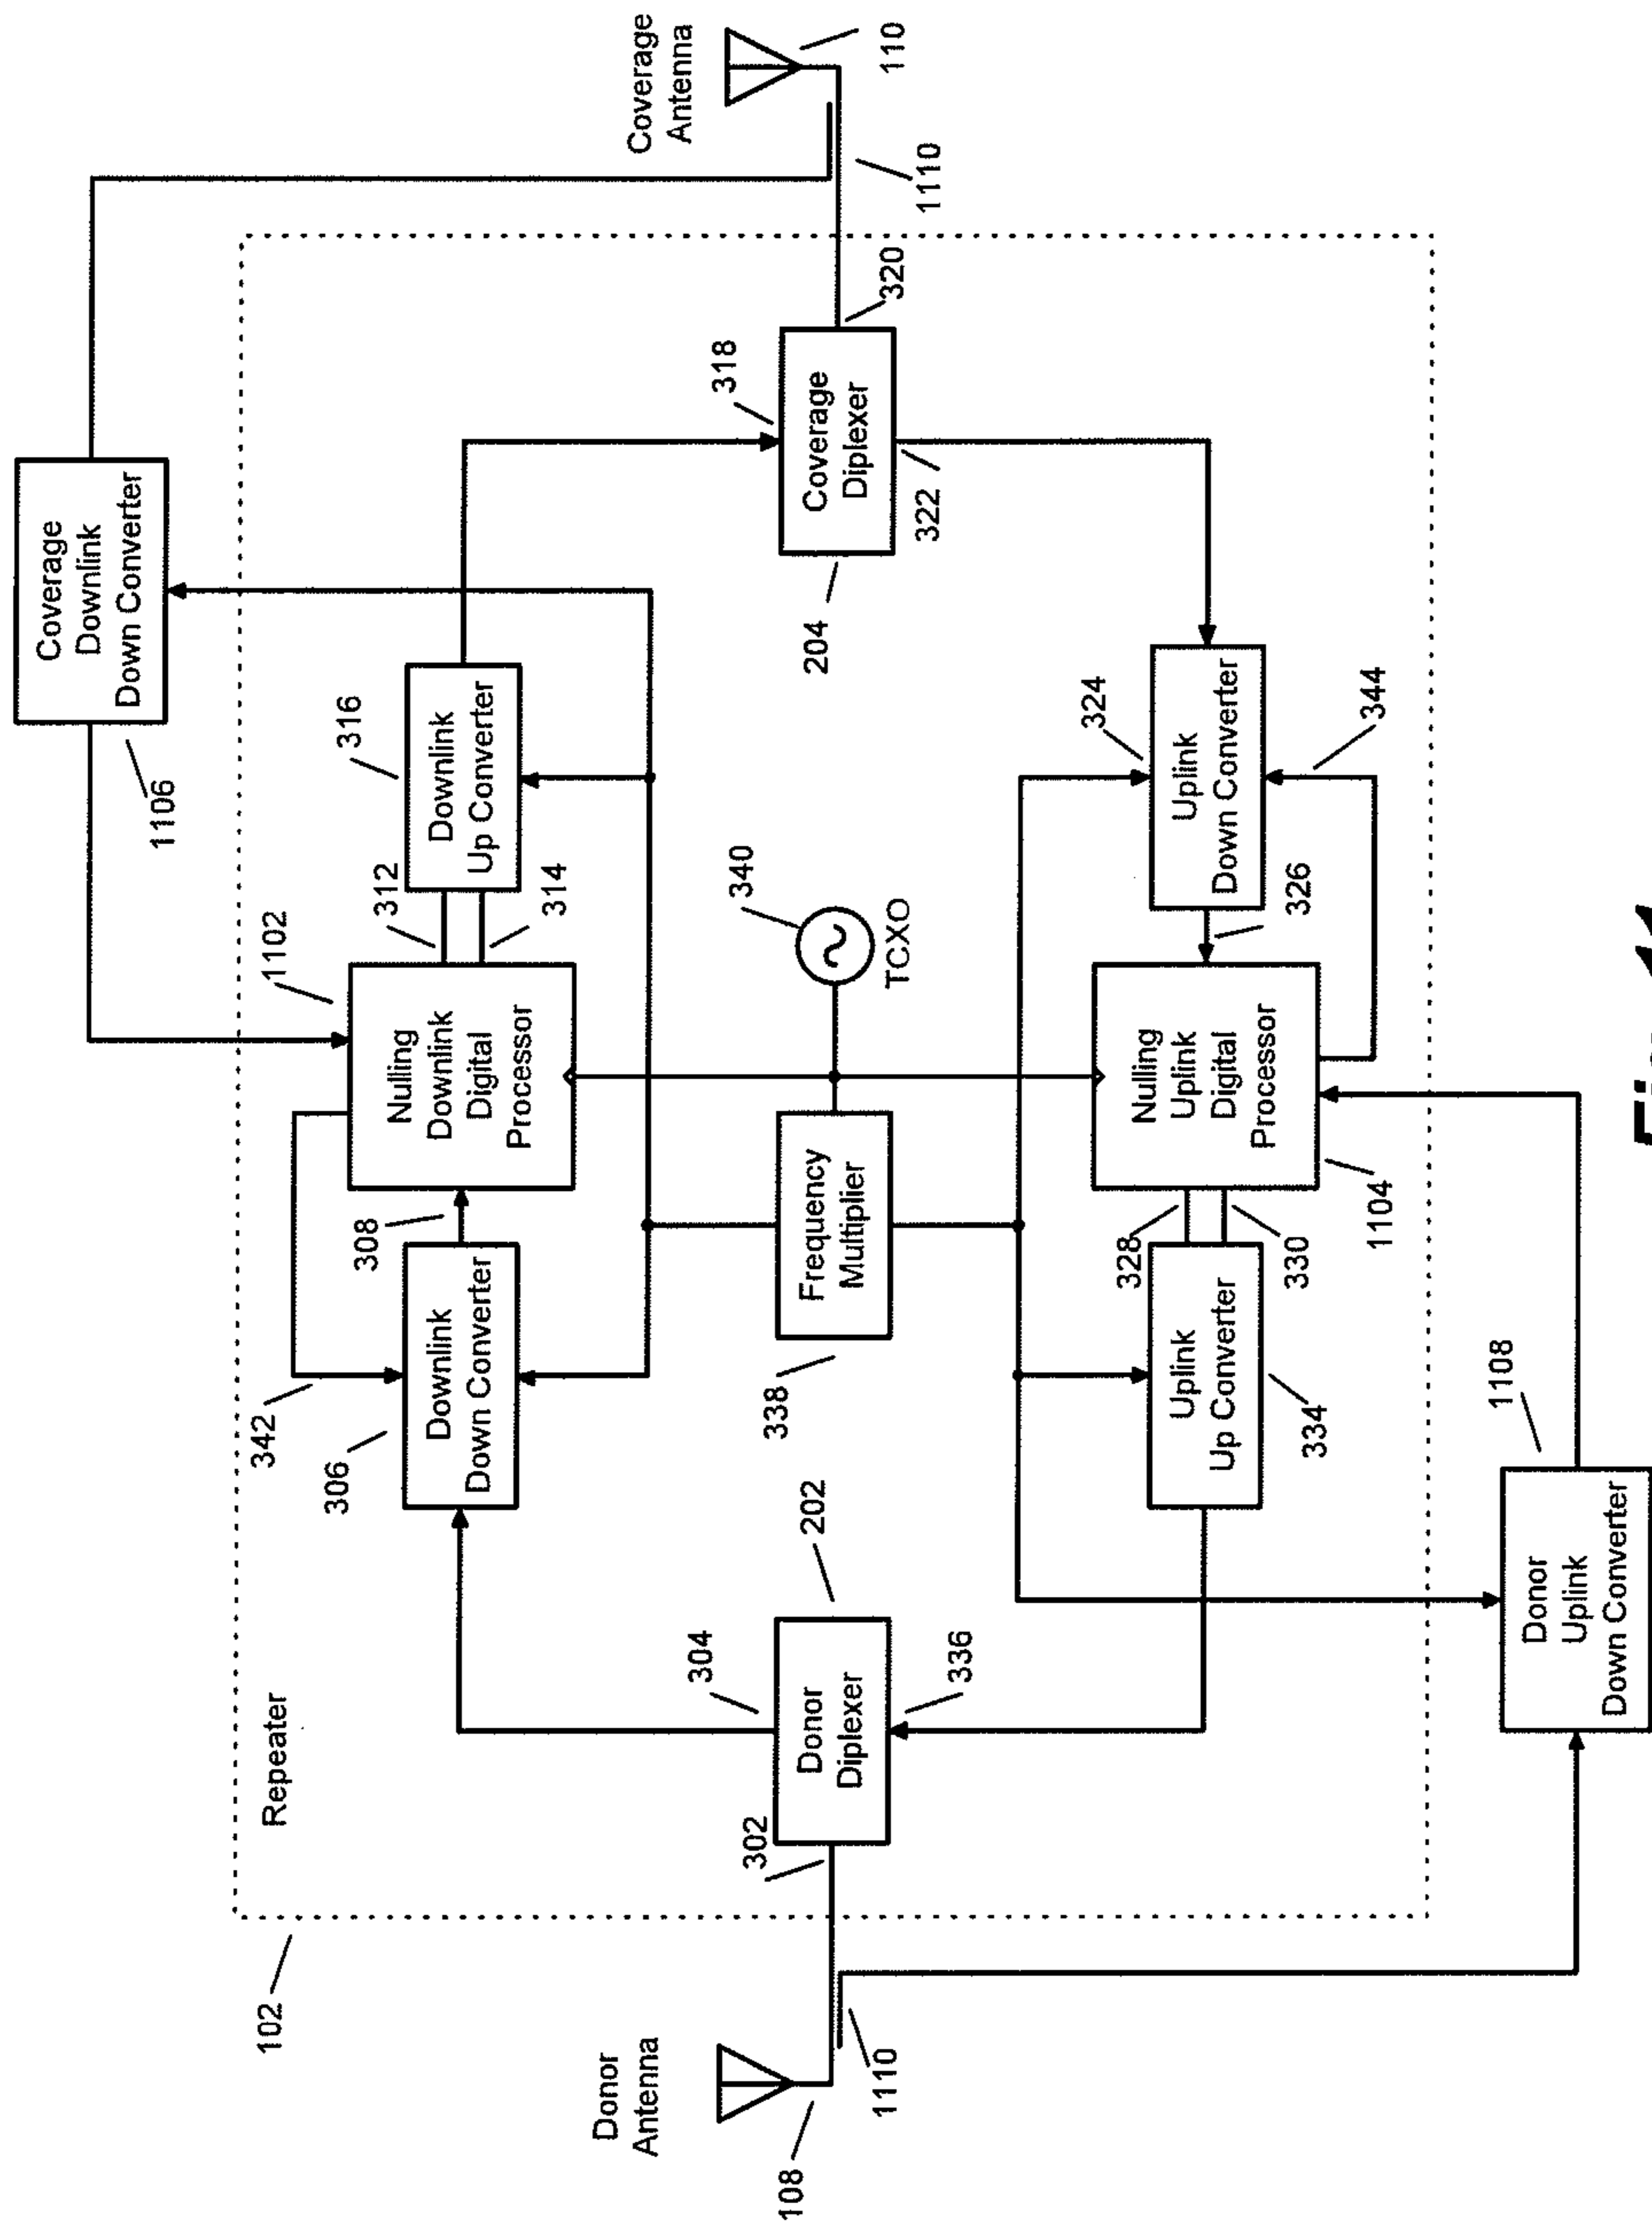 Coverage
Downlink
Down Converter
1106
Repeater
102
342
306
Downlink
Down Converter
308
1102
Nulling
Downlink
Digital
Processor
312
314
316
Downlink
Up Converter
Donor
Antenna
108
1110
302
304
Donor
Diplexer
202
336
338
Frequency
Multiplier
340
TCXO
204
318
Coverage
Diplexer
320
322
Coverage
Antenna
110
1110
334
Uplink
Up Converter
328
330
1104
Nulling
Uplink
Digital
Processor
326
324
Uplink
Down Converter
344
1108
Donor
Uplink
Down Converter